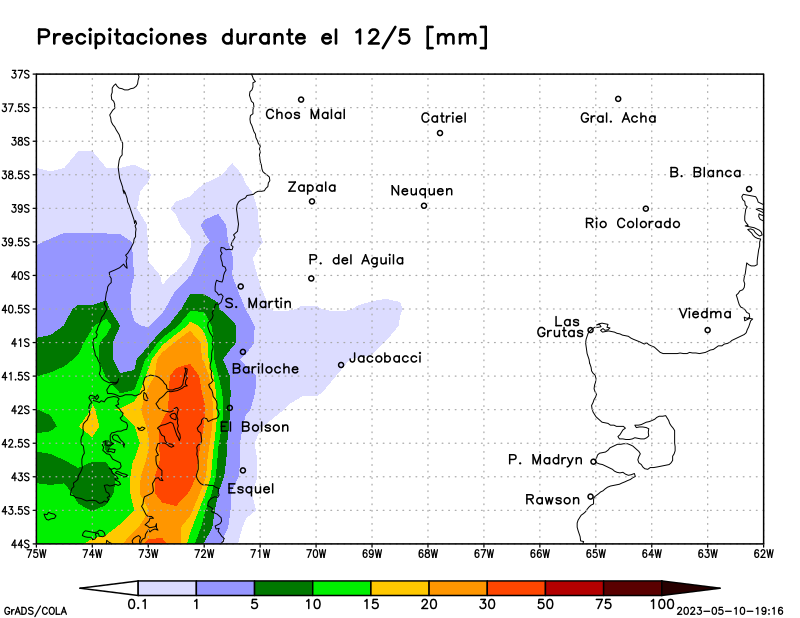 Precipitaciones durante el 12/5 [mm]
37S
37.5S
38S
38.5S
39S
39.5S
40S
40.5S
41S
41.5S
42S
42.5S
43S
43.5S
44S
Chos Malal
Catriel
Gral. Acha
B. Blanca
Zapala
Neuquen
Rio Colorado
P. del Aguila
S. Martin
Viedma
Las
Grutas
Jacobacci
Bariloche
El Bolson
P. Madryn
Esquel
Rawson
75W 74W 73W 72W 71W 70W 69W 68W 67W 66W 65W 64W 63W 62W
0.1 1 5 10 15 20 30 50 75 100
GrADS/COLA
2023-05-10-19:16